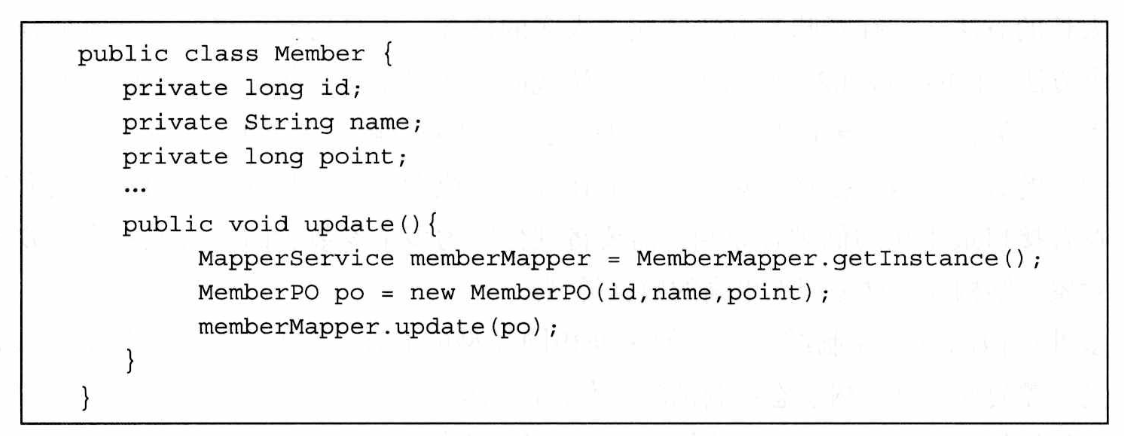 public class Member {
private long id;
private String name;
private long point;
…
public void update(){
MapperService memberMapper = MemberMapper.getInstance();
MemberPO po = new MemberPO(id,name,point);
memberMapper.update(po);
}
}